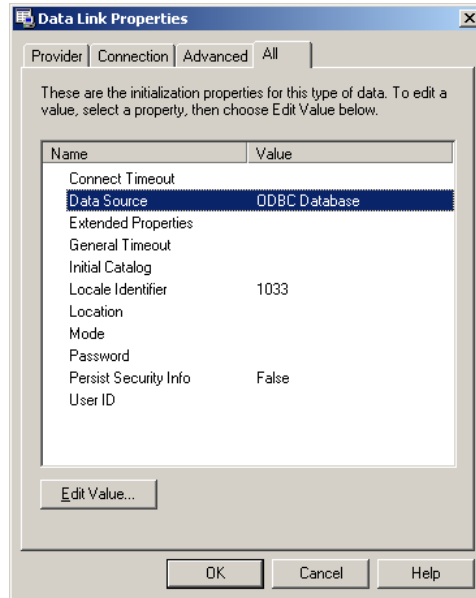 Data Link Properties
Provider Connection Advanced All
These are the initialization properties for this type of data. To edit a
value, select a property, then choose Edit Value below.
Name Value
Connect Timeout
Data Source ODBC Database
Extended Properties
General Timeout
Initial Catalog
Locale Identifier 1033
Location
Mode
Password
Persist Security Info False
User ID
Edit Value...
OK Cancel Help